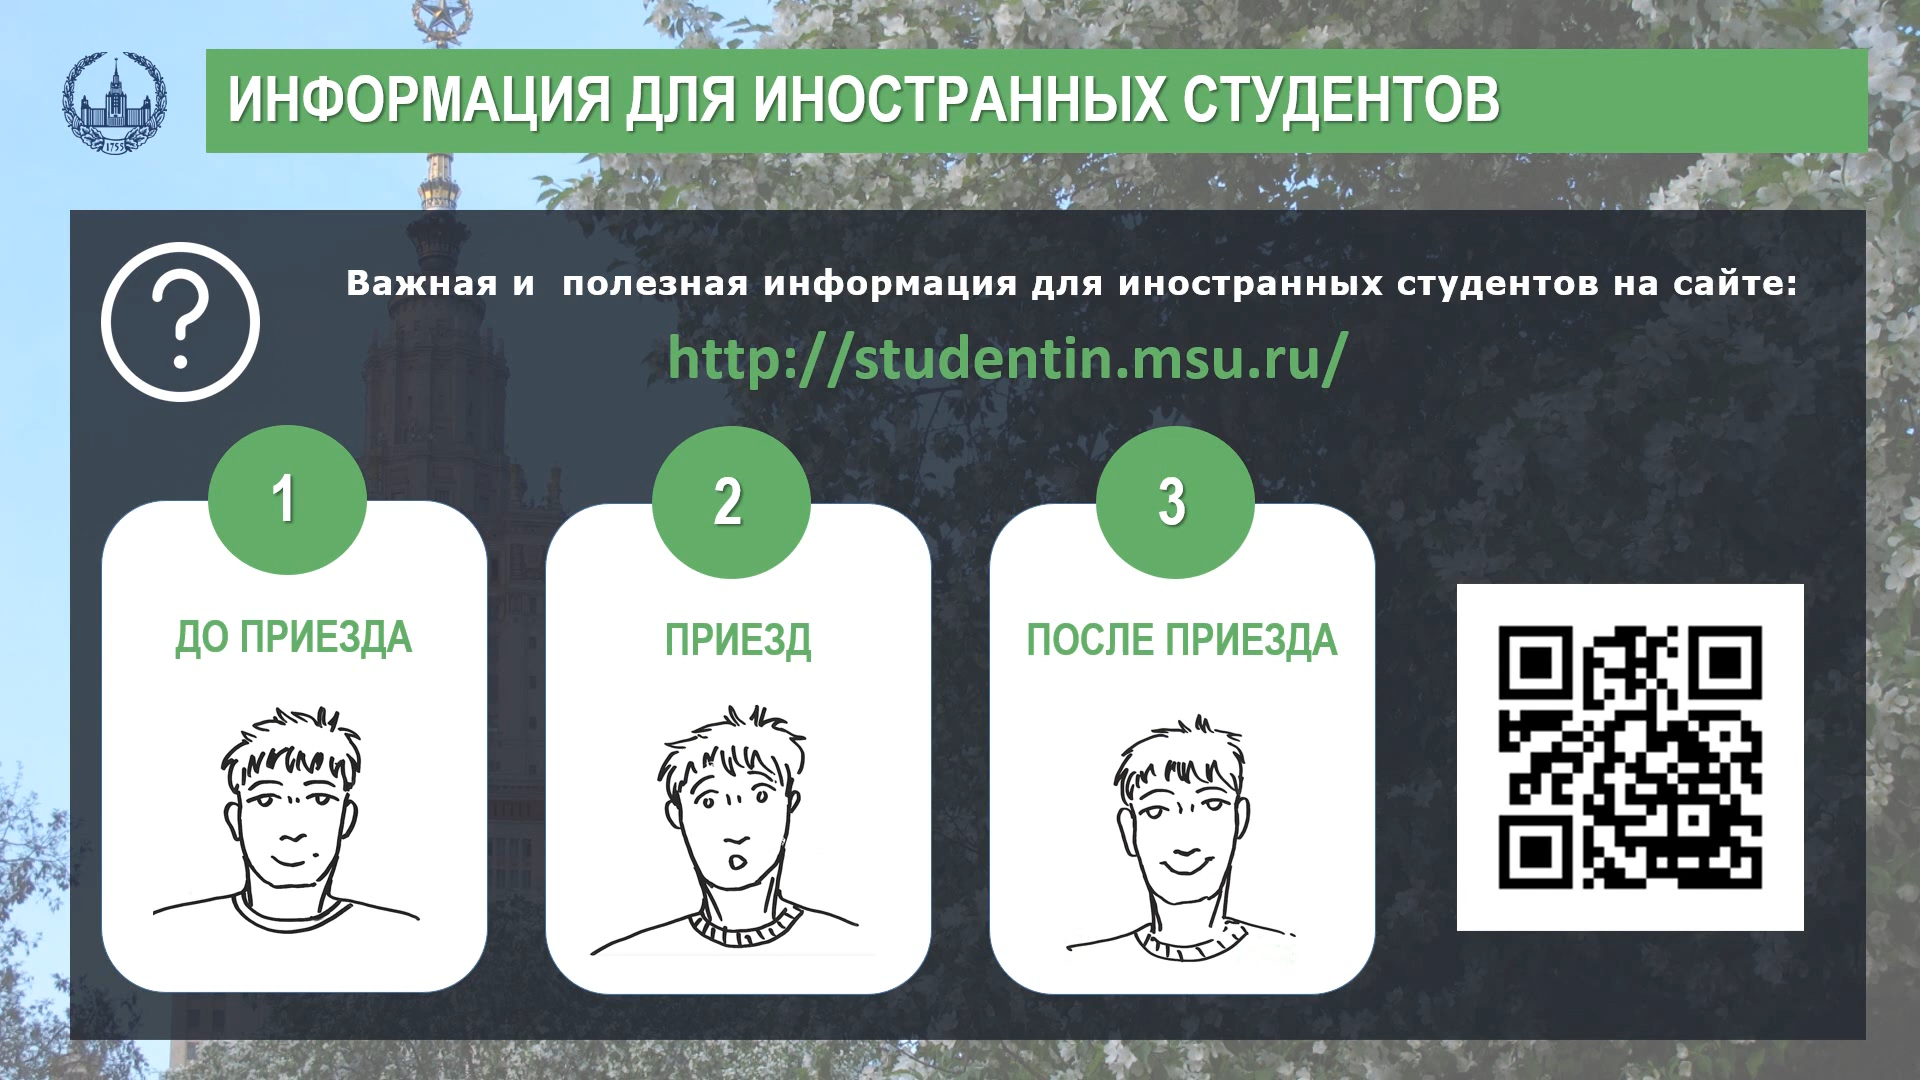 ИНФОРМАЦИЯ ДЛЯ ИНОСТРАННЫХ СТУДЕНТОВ
1755
Важная и полезная информация для иностранных студентов на сайте:
http://studentin.msu.ru/
1
2
3
ДО ПРИЕЗДА
ПРИЕЗД
ПОСЛЕ ПРИЕЗДА